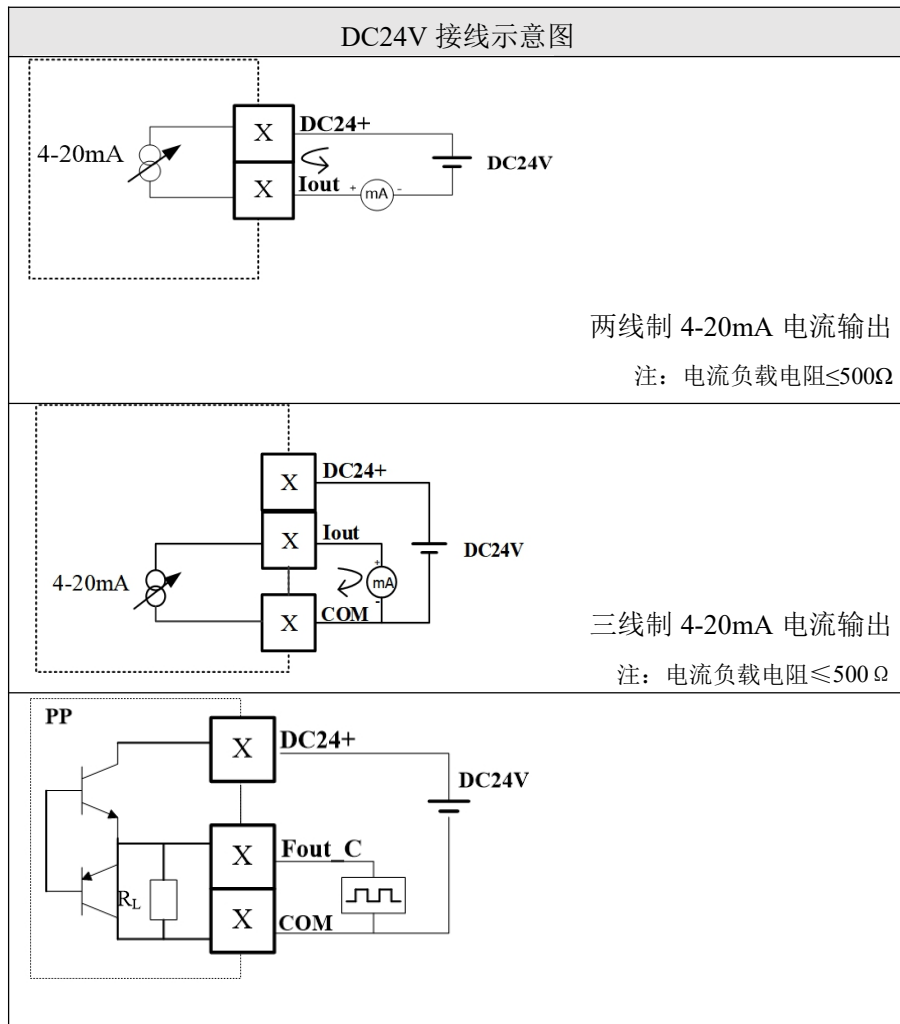 DC24V 接线示意图
X
DC24+
4-20mA
DC24V
X
Iout
+
mA
-
两线制 4-20mA 电流输出
注：电流负载电阻≤500Ω
X
DC24+
X
Iout
DC24V
+
4-20mA
mA
-
X
COM
三线制 4-20mA 电流输出
注：电流负载电阻≤500Ω
PP
X
DC24+
DC24V
X
Fout_C
RL
X
COM